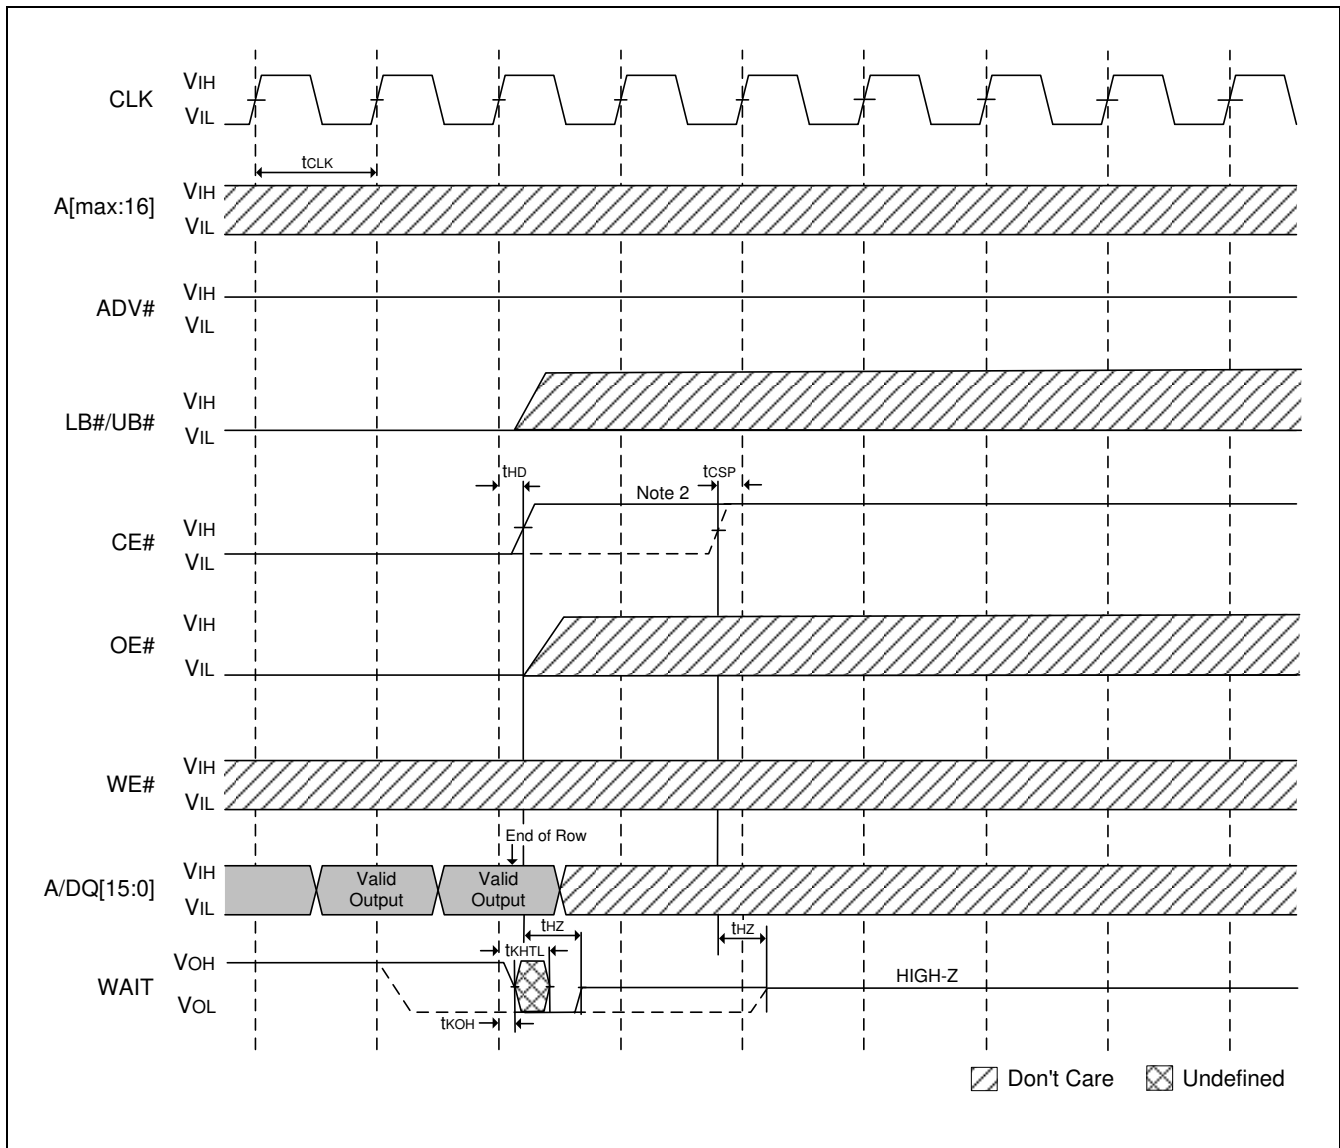 CLK
VIH
VIL
tCLK
A[max:16]
VIH
VIL
ADV#
VIH
VIL
LB#/UB#
VIH
VIL
tHD
tCSP
Note 2
CE#
VIH
VIL
OE#
VIH
VIL
WE#
VIH
VIL
End of Row
A/DQ[15:0]
VIH
VIL
Valid
Output
Valid
Output
tHZ
tHZ
tKHTL
WAIT
VOH
VOL
HIGH-Z
tKOH
Don't Care
Undefined